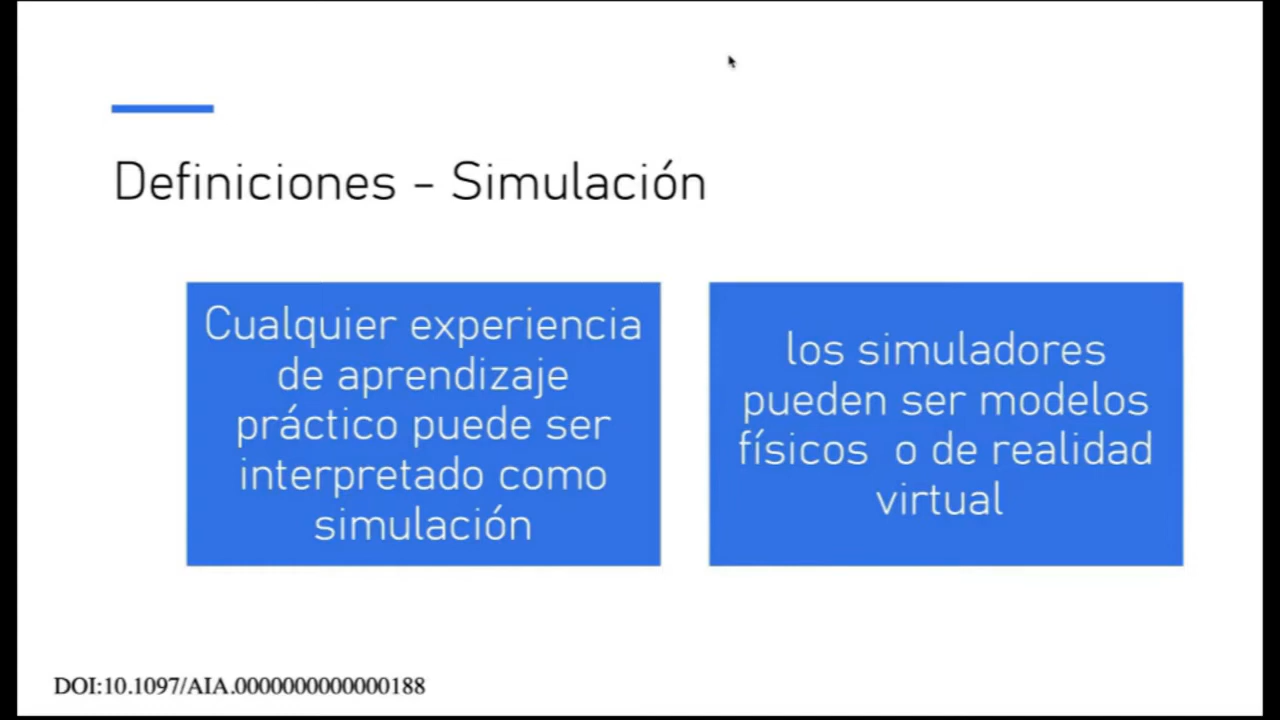 Definiciones - Simulación
Cualquier experiencia
de aprendizaje
práctico puede ser
interpretado como
simulación
los simuladores
pueden ser modelos
físicos o de realidad
virtual
DOI:10.1097/AIA.0000000000000188